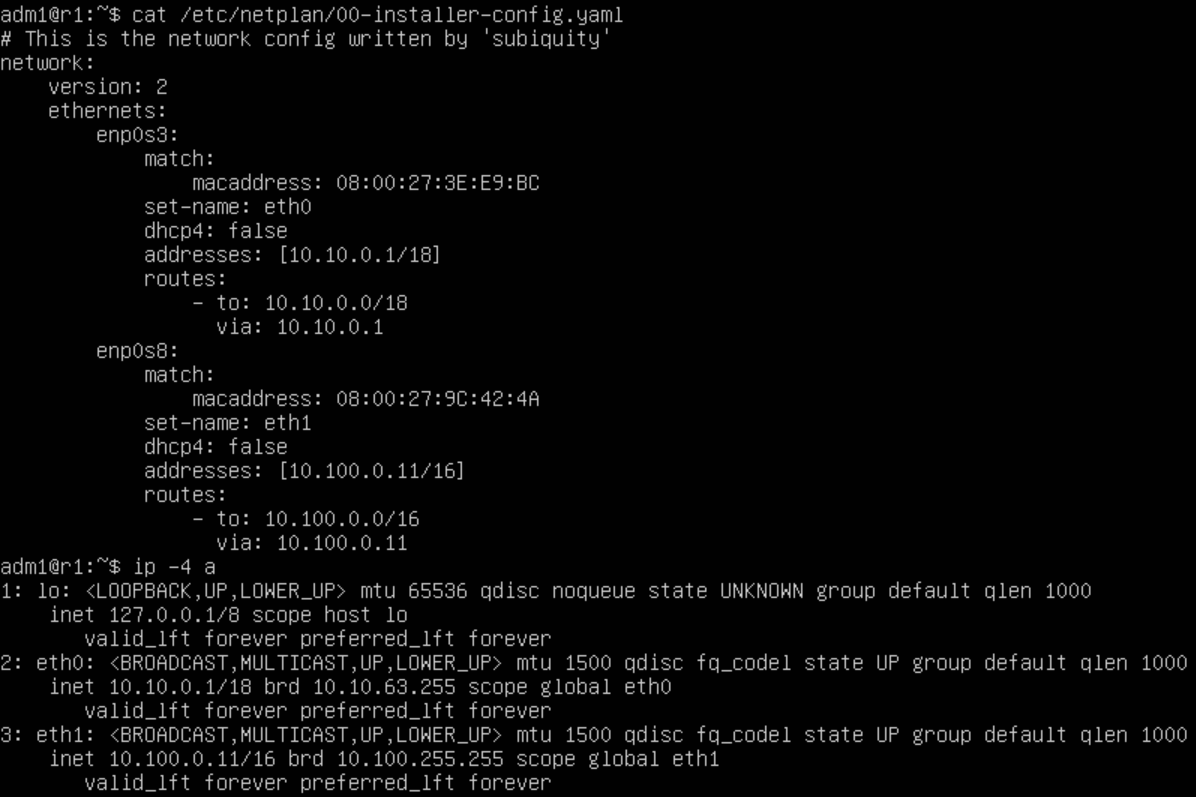 adm1@r1:~$ cat /etc/netplan/00-installer-config.yaml
# This is the network config written by 'subiquity'
network:
    version: 2
    ethernets:
        enp0s3:
            match:
                macaddress: 08:00:27:3E:E9:BC
            set-name: eth0
            dhcp4: false
            addresses: [10.10.0.1/18]
            routes:
                - to: 10.10.0.0/18
                  via: 10.10.0.1
        enp0s8:
            match:
                macaddress: 08:00:27:9C:42:4A
            set-name: eth1
            dhcp4: false
            addresses: [10.100.0.11/16]
            routes:
                - to: 10.100.0.0/16
                  via: 10.100.0.11
adm1@r1:~$ ip -4 a
1: lo: <LOOPBACK,UP,LOWER_UP> mtu 65536 qdisc noqueue state UNKNOWN group default qlen 1000
    inet 127.0.0.1/8 scope host lo
       valid_lft forever preferred_lft forever
2: eth0: <BROADCAST,MULTICAST,UP,LOWER_UP> mtu 1500 qdisc fq_codel state UP group default qlen 1000
    inet 10.10.0.1/18 brd 10.10.63.255 scope global eth0
       valid_lft forever preferred_lft forever
3: eth1: <BROADCAST,MULTICAST,UP,LOWER_UP> mtu 1500 qdisc fq_codel state UP group default qlen 1000
    inet 10.100.0.11/16 brd 10.100.255.255 scope global eth1
       valid_lft forever preferred_lft forever